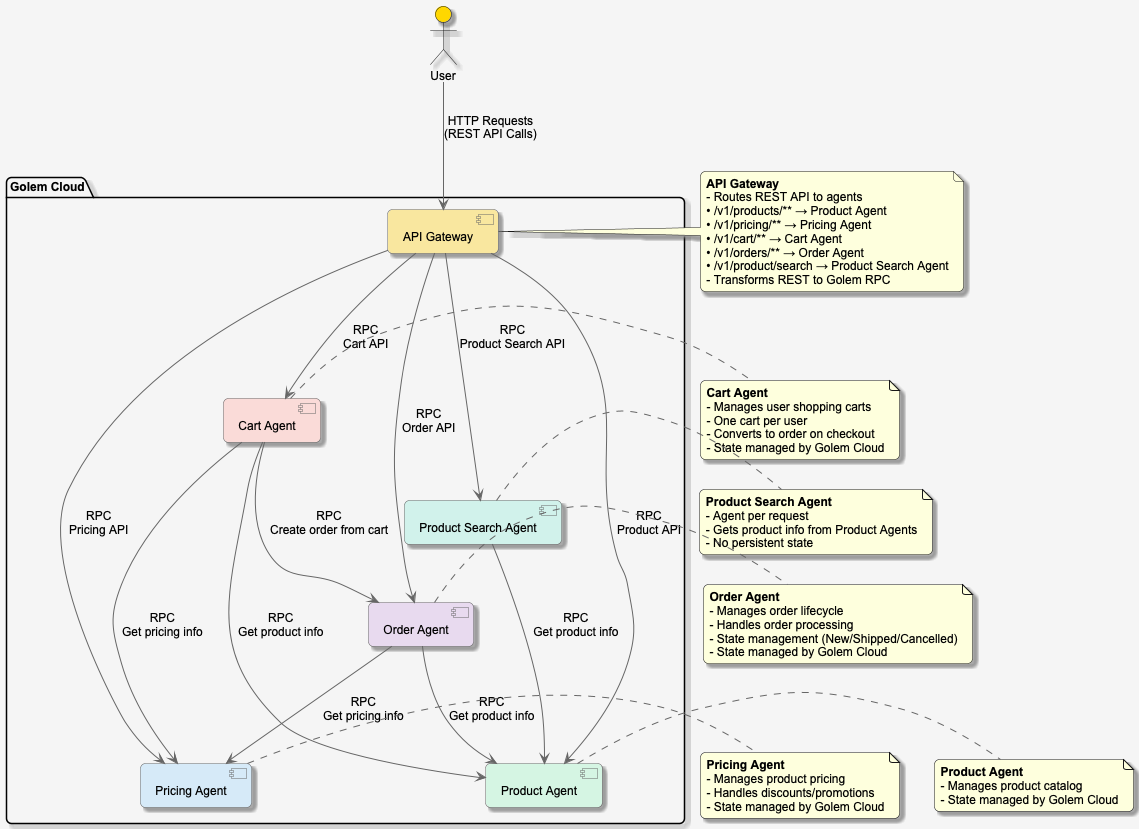 User
HTTP Requests
(REST API Calls)
Golem Cloud
API Gateway
API Gateway
- Routes REST API to agents
• /v1/products/** → Product Agent
• /v1/pricing/** → Pricing Agent
• /v1/cart/** → Cart Agent
• /v1/orders/** → Order Agent
• /v1/product/search → Product Search Agent
- Transforms REST to Golem RPC
RPC
Cart API
RPC
Product Search API
RPC
Order API
Cart Agent
Cart Agent
- Manages user shopping carts
- One cart per user
- Converts to order on checkout
- State managed by Golem Cloud
RPC
Pricing API
RPC
Create order from cart
Product Search Agent
RPC
Product API
Product Search Agent
- Agent per request
- Gets product info from Product Agents
- No persistent state
RPC
Get pricing info
RPC
Get product info
Order Agent
RPC
Get product info
Order Agent
- Manages order lifecycle
- Handles order processing
- State management (New/Shipped/Cancelled)
- State managed by Golem Cloud
RPC
Get pricing info
RPC
Get product info
Pricing Agent
Product Agent
Pricing Agent
- Manages product pricing
- Handles discounts/promotions
- State managed by Golem Cloud
Product Agent
- Manages product catalog
- State managed by Golem Cloud